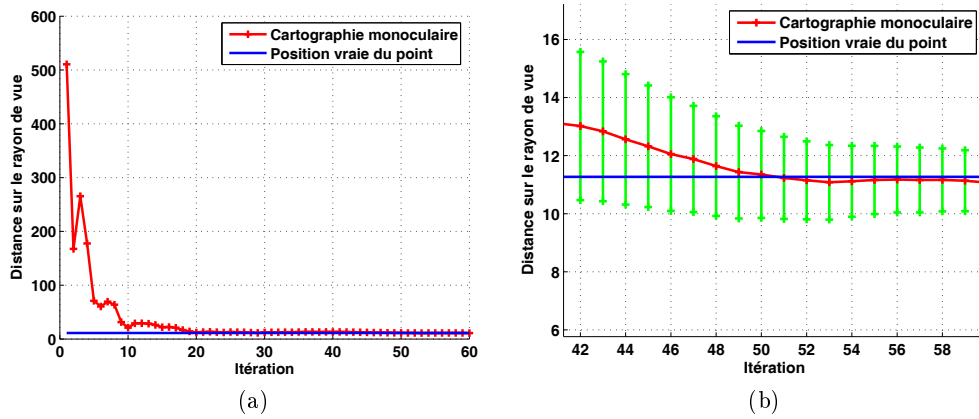 600
500
400
300
200
100
0
0 10 20 30 40 50 60
Distance sur le rayon de vue
Itération
Cartographie monoculaire
Position vraie du point
(a)
16
14
12
10
8
6
42 44 46 48 50 52 54 56 58
Distance sur le rayon de vue
Itération
Cartographie monoculaire
Position vraie du point
(b)